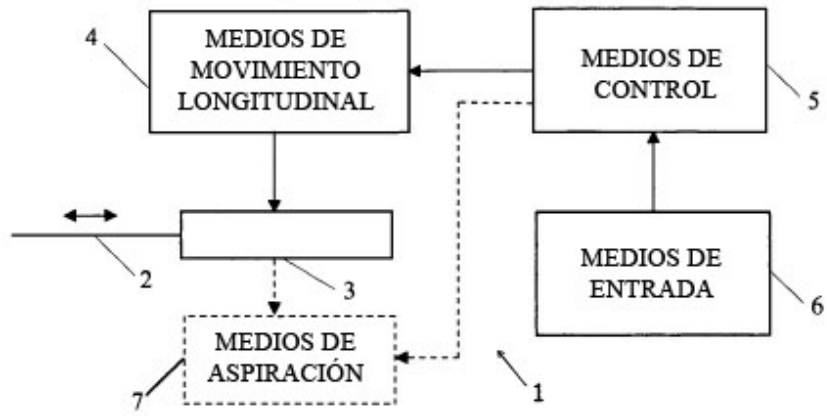 4
MEDIOS DE
MOVIMIENTO
LONGITUDINAL
MEDIOS DE
CONTROL
5
2
3
MEDIOS DE
ENTRADA
6
MEDIOS DE
ASPIRACIÓN
7
1